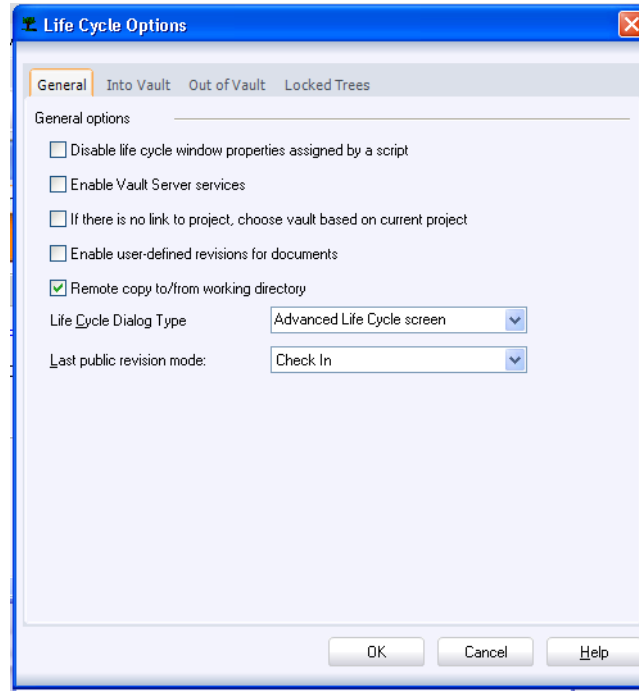 Life Cycle Options
General Into Vault Out of Vault Locked Trees
General options
Disable life cycle window properties assigned by a script
Enable Vault Server services
If there is no link to project, choose vault based on current project
Enable user-defined revisions for documents
Remote copy to/from working directory
Life Cycle Dialog Type Advanced Life Cycle screen
Last public revision mode: Check In
OK Cancel Help